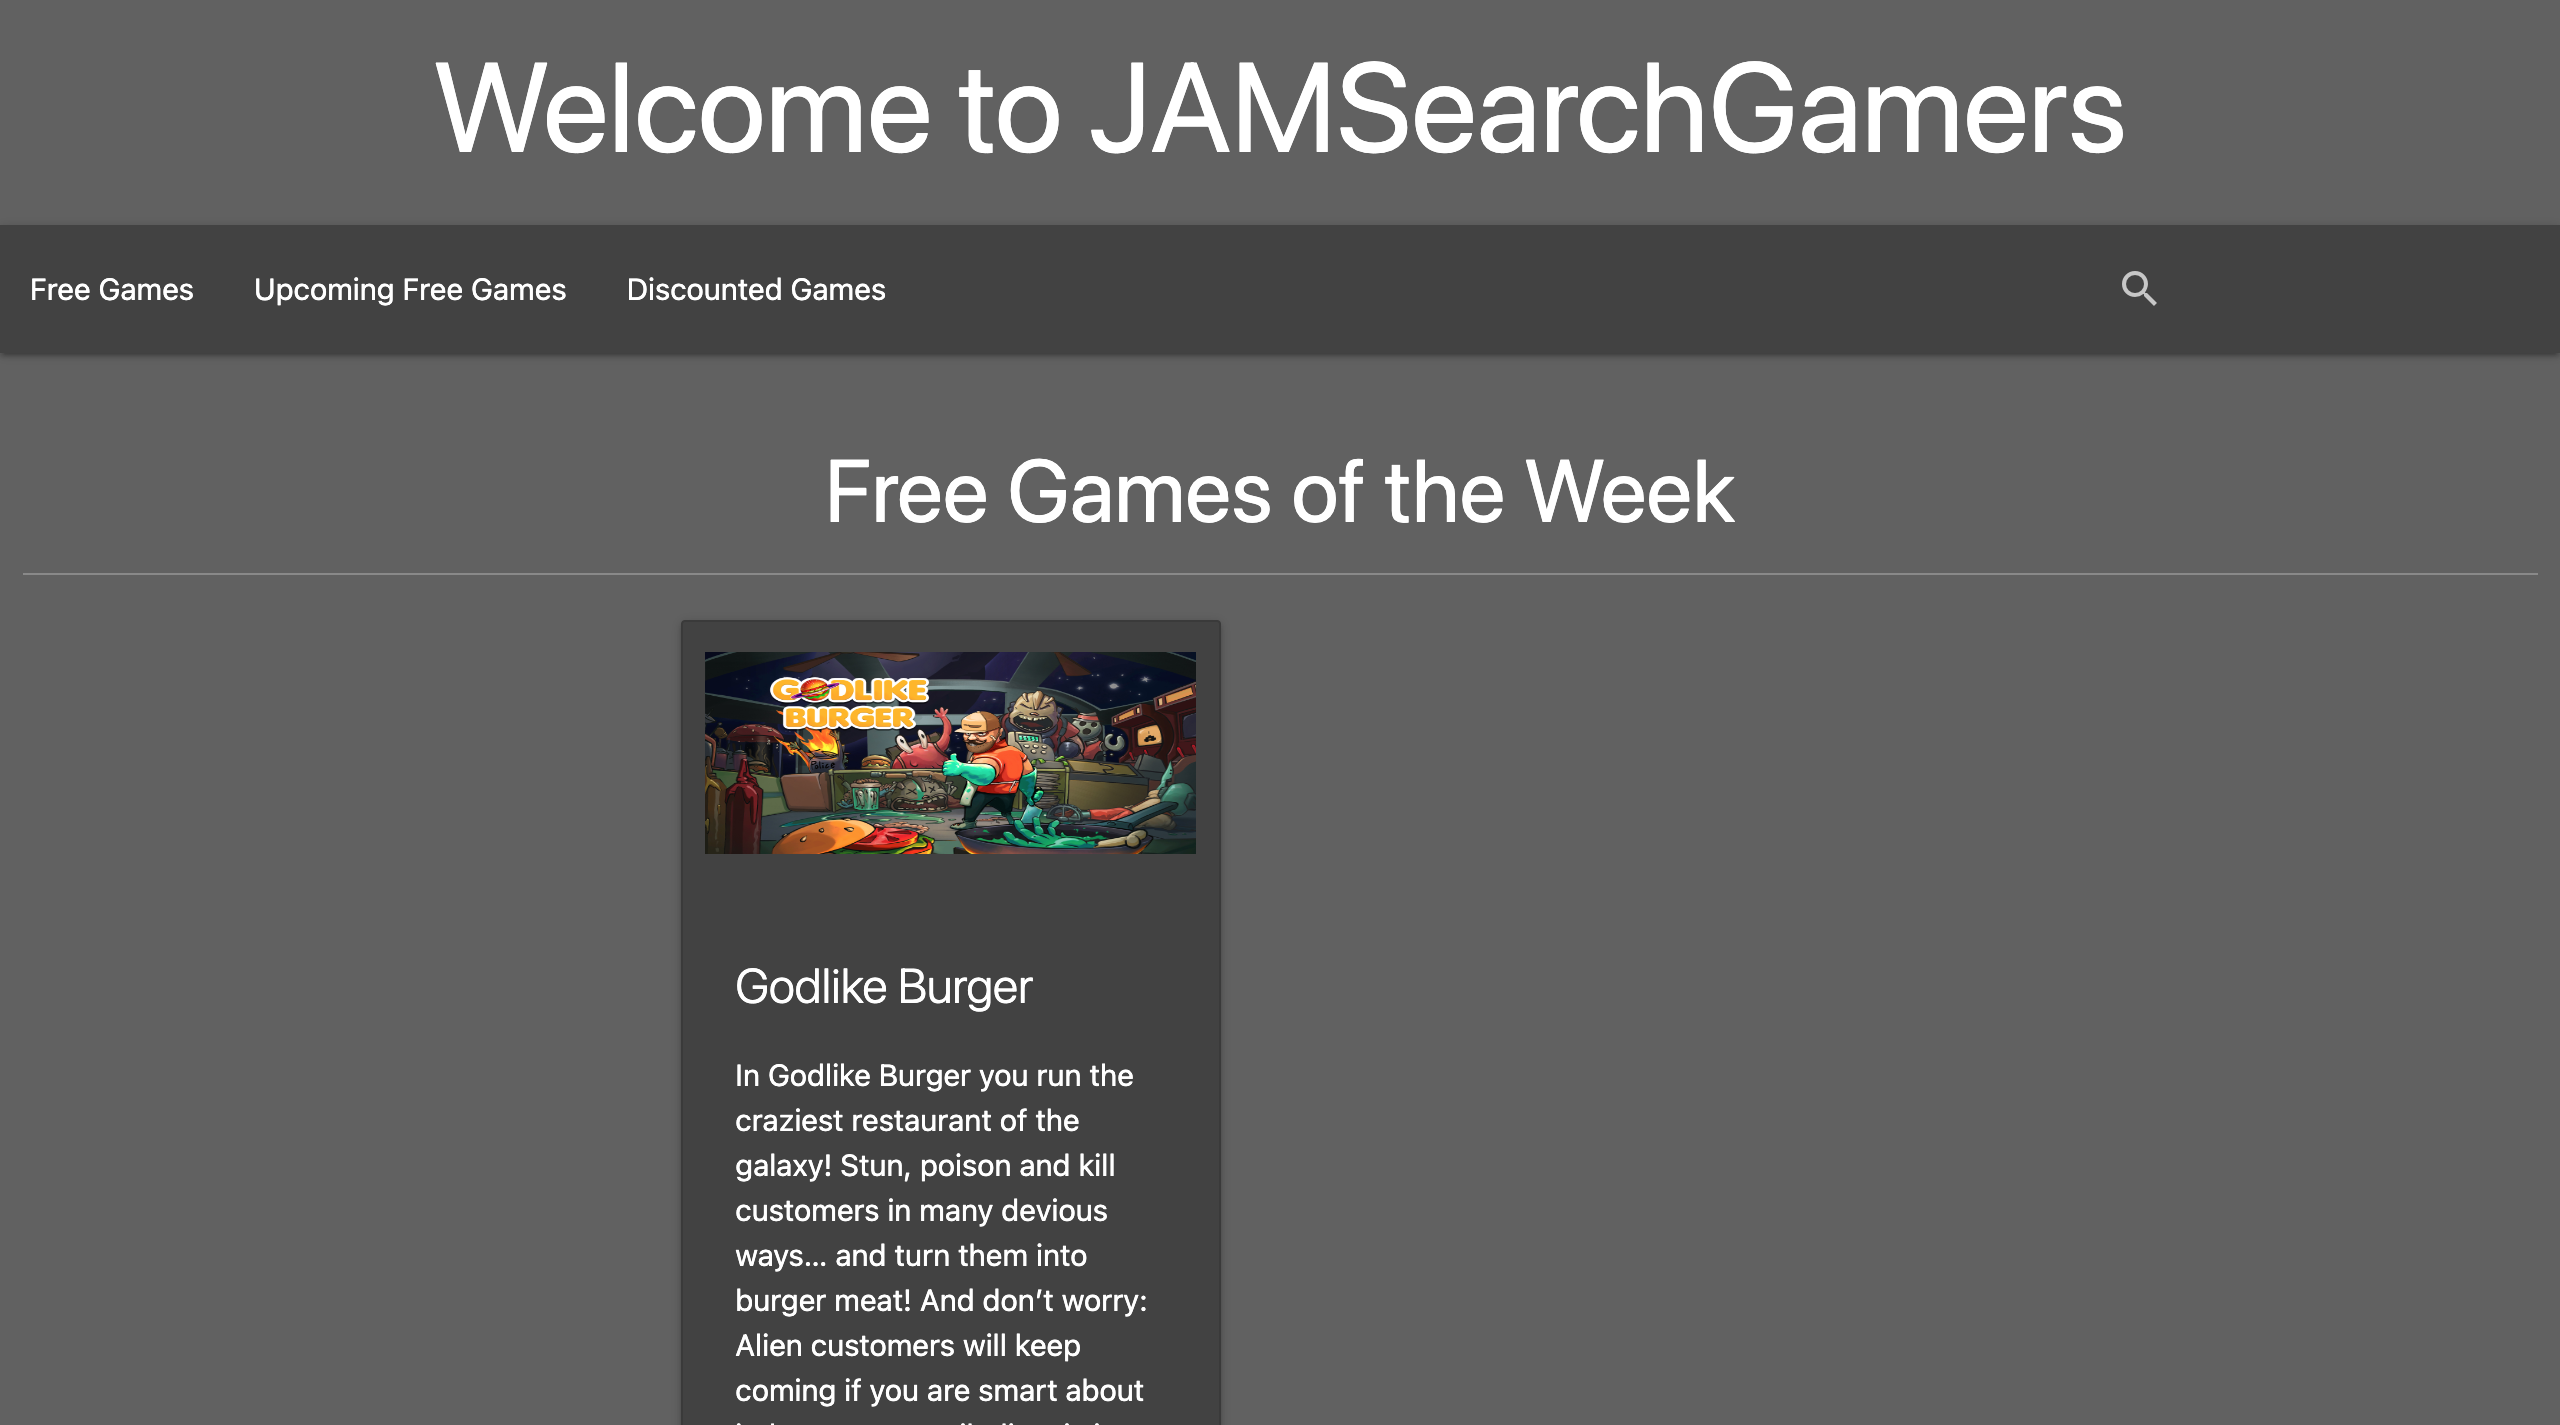 Welcome to JAMSearchGamers
Free Games
Upcoming Free Games
Discounted Games
Free Games of the Week
GODLIKE
BURGER
Police
Godlike Burger
In Godlike Burger you run the
craziest restaurant of the
galaxy! Stun, poison and kill
customers in many devious
ways... and turn them into
burger meat! And don’t worry:
Alien customers will keep
coming if you are smart about